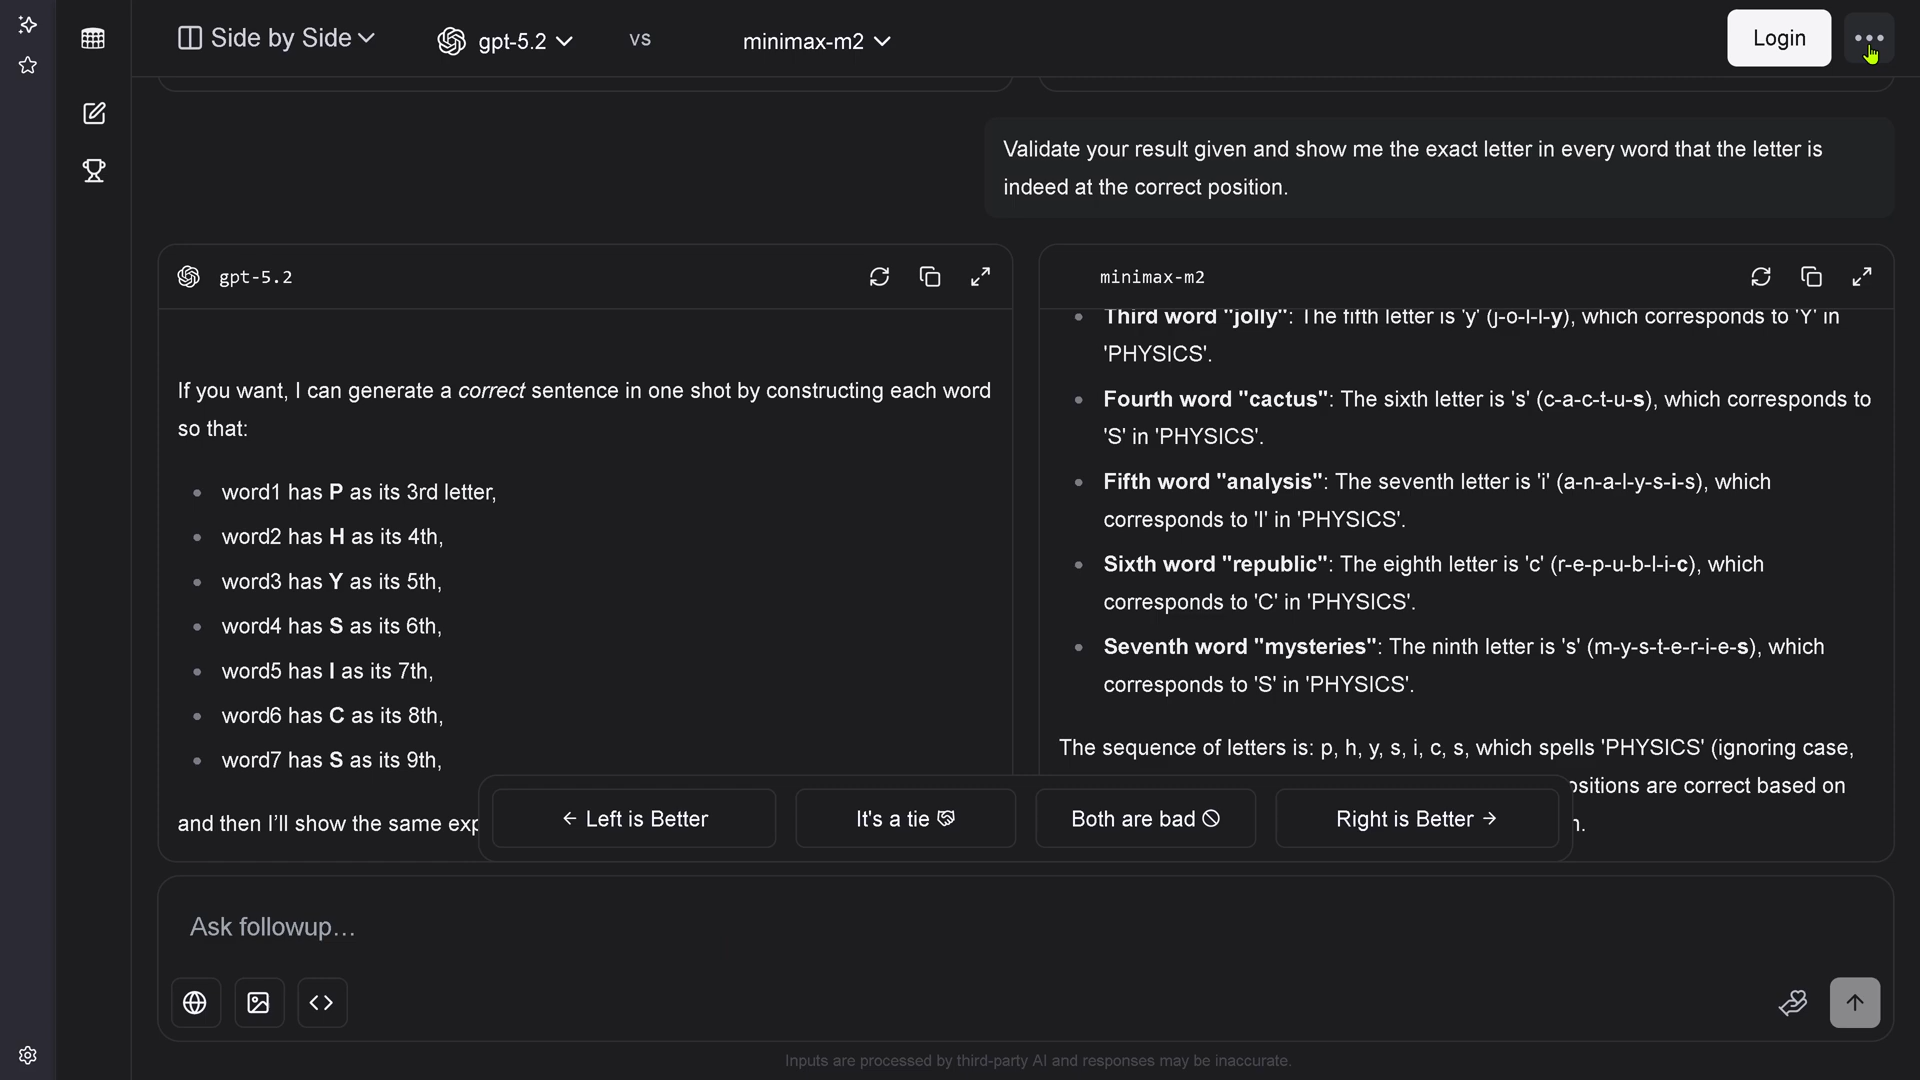 Side by Side
gpt-5.2
VS
minimax-m2
Login
Validate your result given and show me the exact letter in every word that the letter is
indeed at the correct position.
gpt-5.2
If you want, I can generate a correct sentence in one shot by constructing each word
so that:
word1 has P as its 3rd letter,
word2 has H as its 4th,
word3 has Y as its 5th,
word4 has S as its 6th,
word5 has I as its 7th,
word6 has C as its 8th,
word7 has S as its 9th,
and then I'll show the same exp
minimax-m2
Third word "jolly": The fifth letter is 'y' (j-o-l-l-y), which corresponds to 'Y' in
'PHYSICS'.
Fourth word "cactus": The sixth letter is 's' (c-a-c-t-u-s), which corresponds to
'S' in 'PHYSICS'.
Fifth word "analysis": The seventh letter is 'i' (a-n-a-l-y-s-i-s), which
corresponds to 'I' in 'PHYSICS'.
Sixth word "republic": The eighth letter is 'c' (r-e-p-u-b-l-i-c), which
corresponds to 'C' in 'PHYSICS'.
Seventh word "mysteries": The ninth letter is 's' (m-y-s-t-e-r-i-e-s), which
corresponds to 'S' in 'PHYSICS'.
The sequence of letters is: p, h, y, s, i, c, s, which spells 'PHYSICS' (ignoring case,
ositions are correct based on
n.
← Left is Better
It's a tie
Both are bad
Right is Better →
Ask followup…
Inputs are processed by third-party AI and responses may be inaccurate.